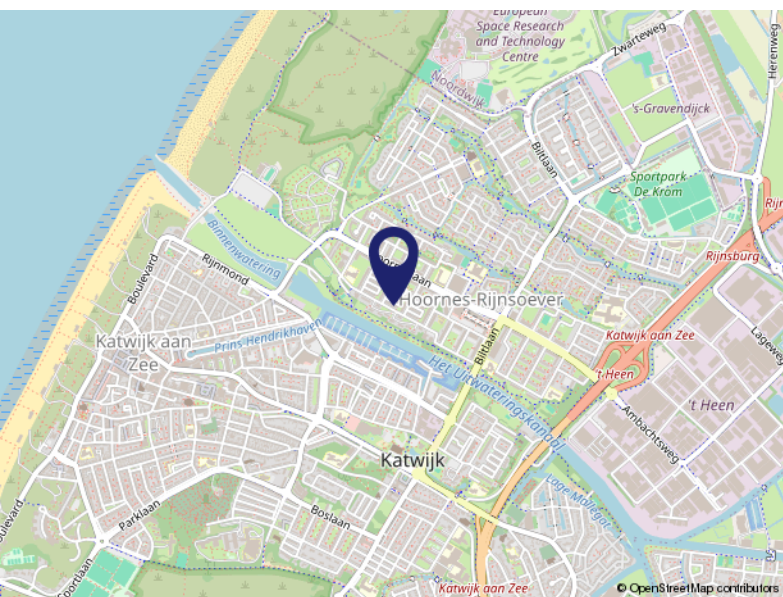 European
Space Research
and Technology
Centre
Zwarteweg
Herenweg
Noordwijk
's-Gravendijck
Biltlaan
Sportpark
De Krom
Rijnsburg
Binnenwatering
Rijnmond
Boulevard
Hoornes-Rijnsoever
Katwijk aan Zee
Lageweg
Katwijk aan
Zee
Prins Hendrikhaven
Biltlaan
't Heen
't Heen
Het Uitwateringskanaal
Ambachtsweg
Katwijk
Boslaan
Parklaan
Katwijk aan Zee
© OpenStreetMap contributors